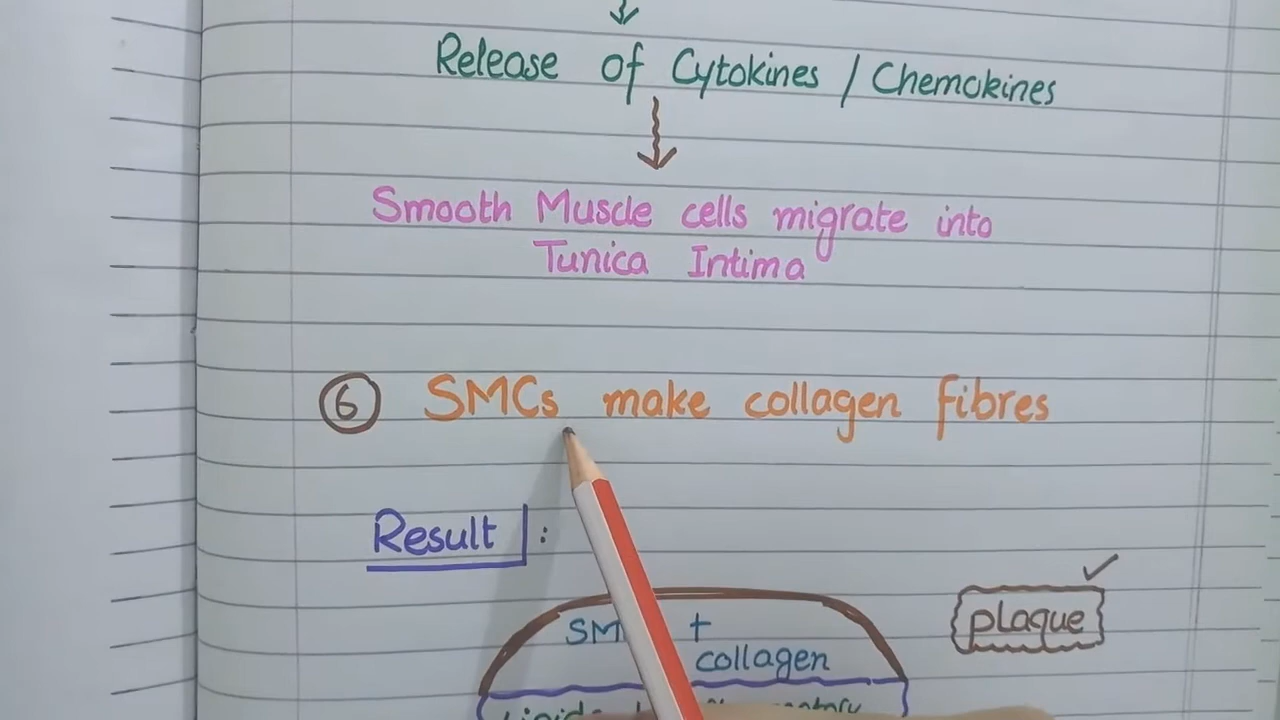 Release of Cytokines / Chemokines
Smooth Muscle cells migrate into
Tunica Intima
6 SMCs make collagen fibres
Result :
plaque
+
collagen